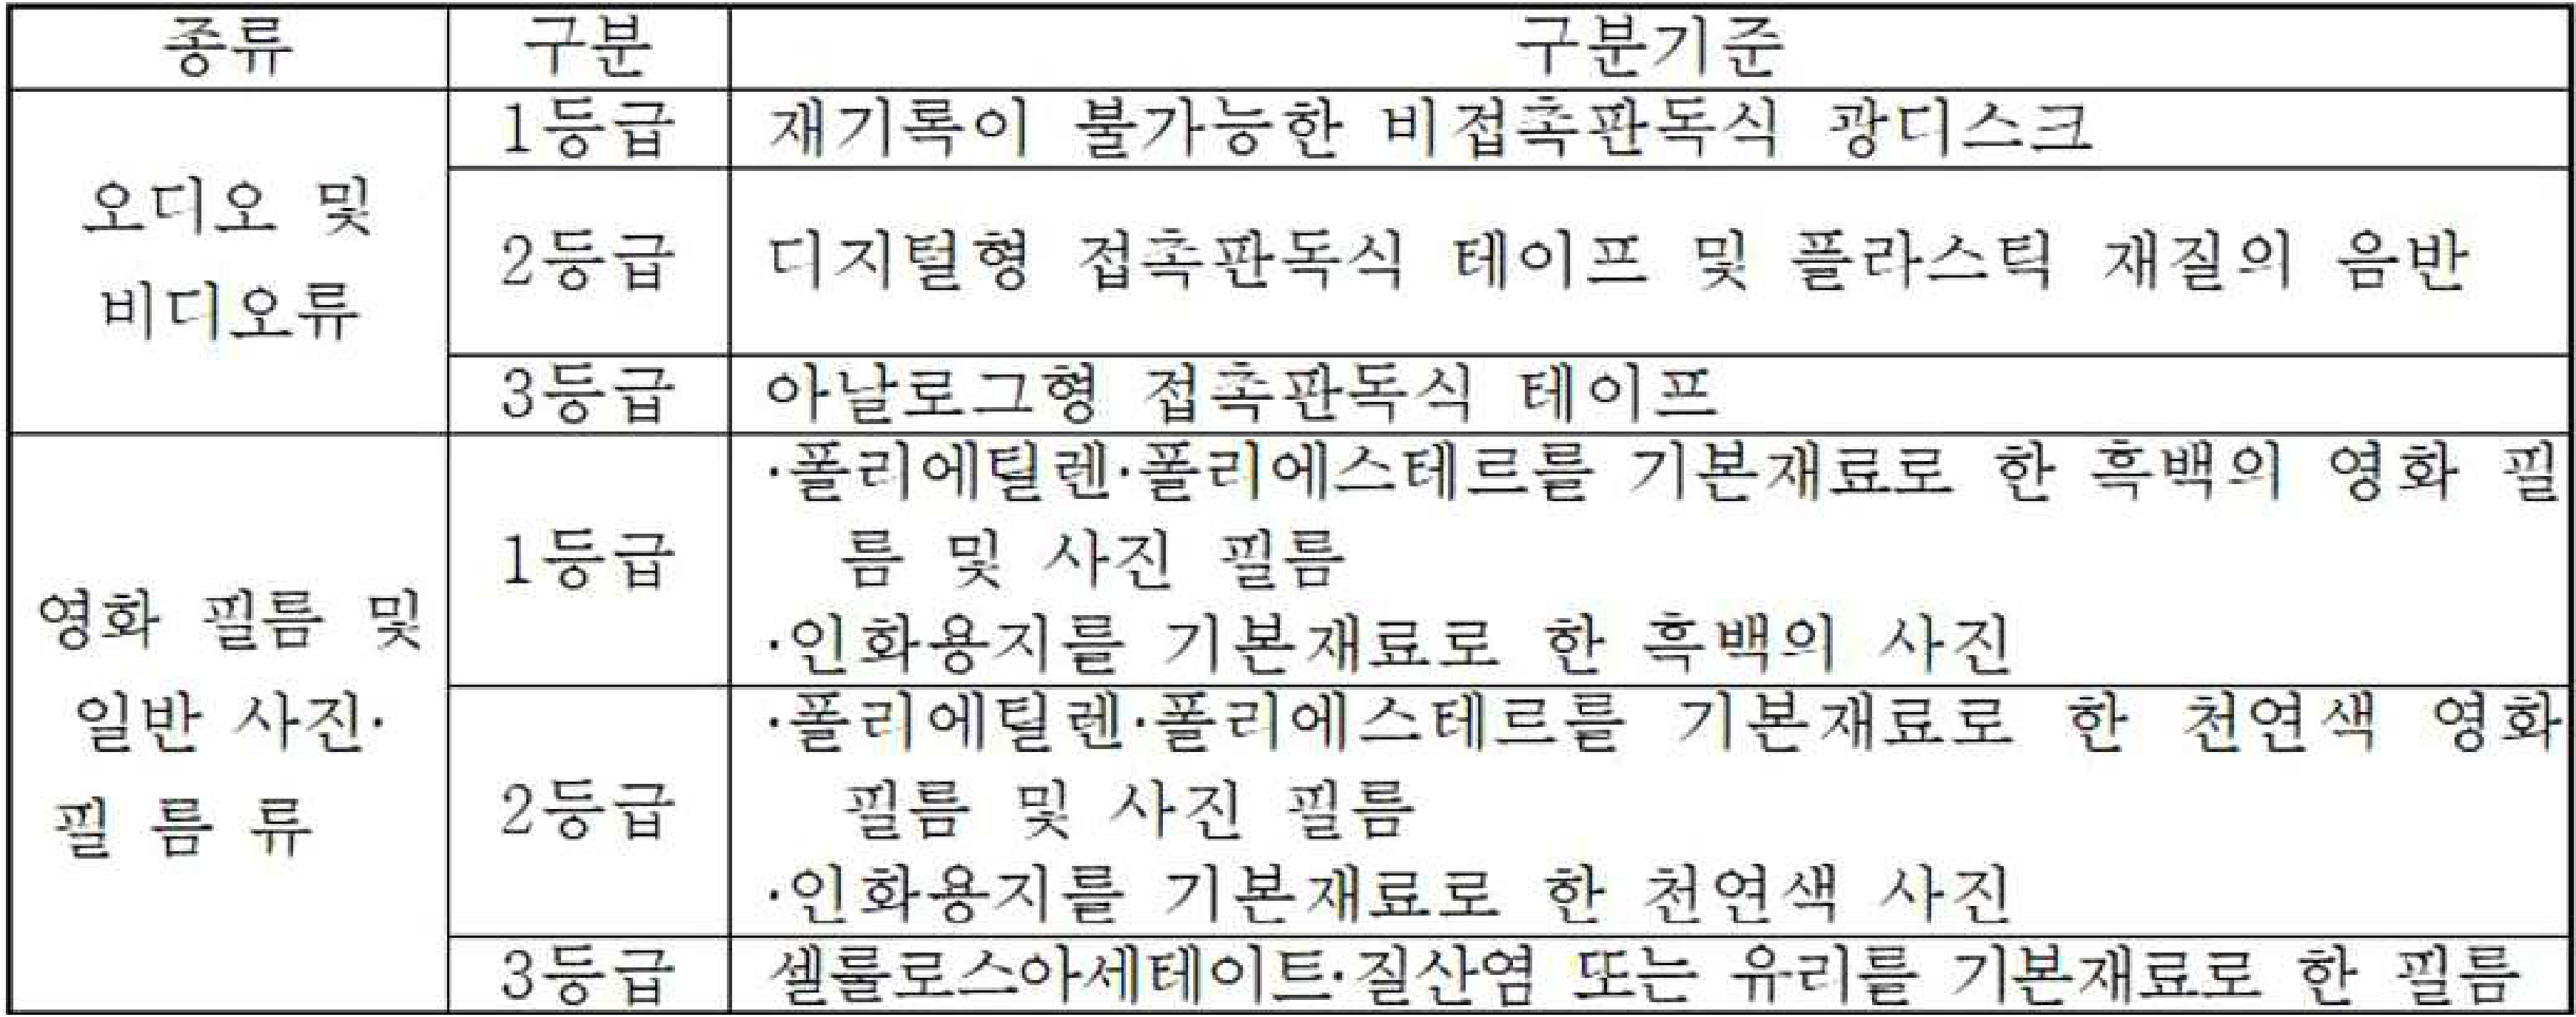 종류 구분 구분기준
오디오 및
비디오류
1등급 재기록이 불가능한 비접촉판독식 광디스크
2등급 디지털형 접촉판독식 테이프 및 플라스틱 재질의 음반
3등급 아날로그형 접촉판독식 테이프
영화 필름 및
일반 사진·
필 름 류
1등급
·폴리에틸렌·폴리에스테르를 기본재료로 한 흑백의 영화 필
름 및 사진 필름
·인화용지를 기본재료로 한 흑백의 사진
2등급
·폴리에틸렌·폴리에스테르를 기본재료로 한 천연색 영화
필름 및 사진 필름
·인화용지를 기본재료로 한 천연색 사진
3등급 셀룰로스아세테이트·질산염 또는 유리를 기본재료로 한 필름